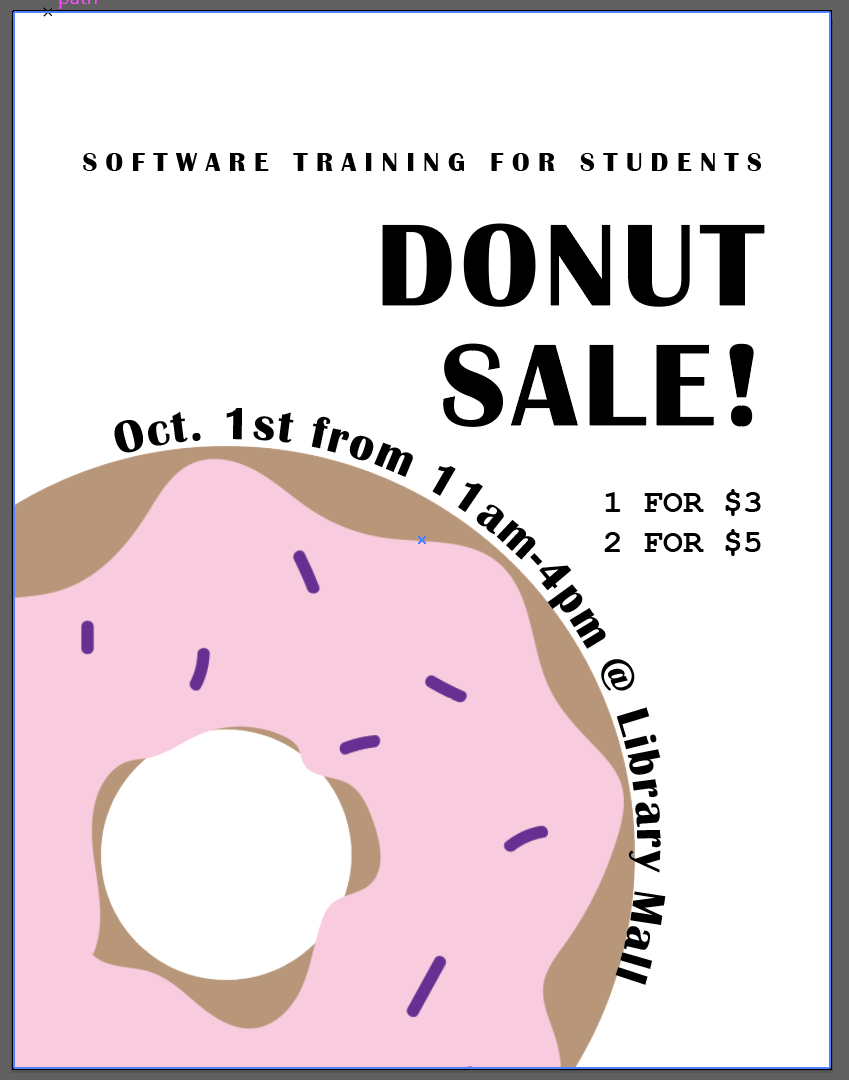 path
SOFTWARE TRAINING FOR STUDENTS
DONUT
SALE!
Oct. 1st from 11am-4pm @ Library Mall
1 FOR $3
2 FOR $5